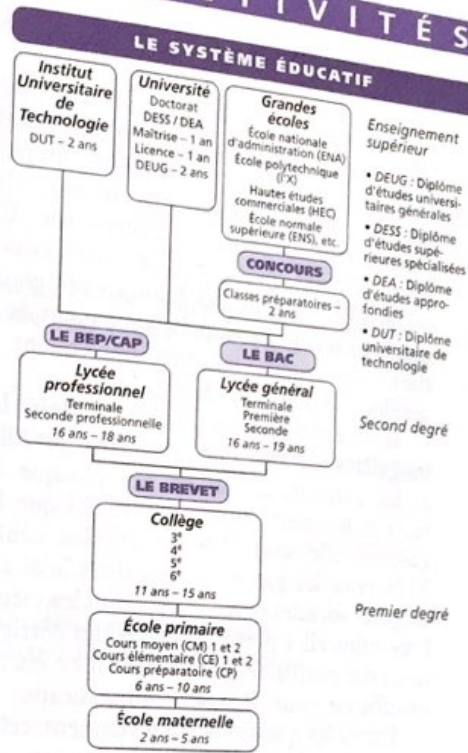 CTIVITÉS
LE SYSTÈME ÉDUCATIF
Institut
Universitaire
de
Technologie
DUT – 2 ans
Université
Doctorat
DESS / DEA
Maîtrise – 1 an
Licence – 1 an
DEUG – 2 ans
Grandes
écoles
École nationale
d'administration (ENA)
École polytechnique
(l'X)
Hautes études
commerciales (HEC)
École normale
supérieure (ENS), etc.
Enseignement
supérieur
• DEUG : Diplôme
d'études universi-
taires générales
• DESS : Diplôme
d'études supé-
rieures spécialisées
• DEA : Diplôme
d'études appro-
fondies
• DUT : Diplôme
universitaire de
technologie
CONCOURS
Classes préparatoires –
2 ans
LE BEP/CAP
LE BAC
Lycée
professionnel
Terminale
Seconde professionnelle
16 ans – 18 ans
Lycée général
Terminale
Première
Seconde
16 ans – 19 ans
Second degré
LE BREVET
Collège
3e
4e
5e
6e
11 ans – 15 ans
Premier degré
École primaire
Cours moyen (CM) 1 et 2
Cours élémentaire (CE) 1 et 2
Cours préparatoire (CP)
6 ans – 10 ans
École maternelle
2 ans – 5 ans